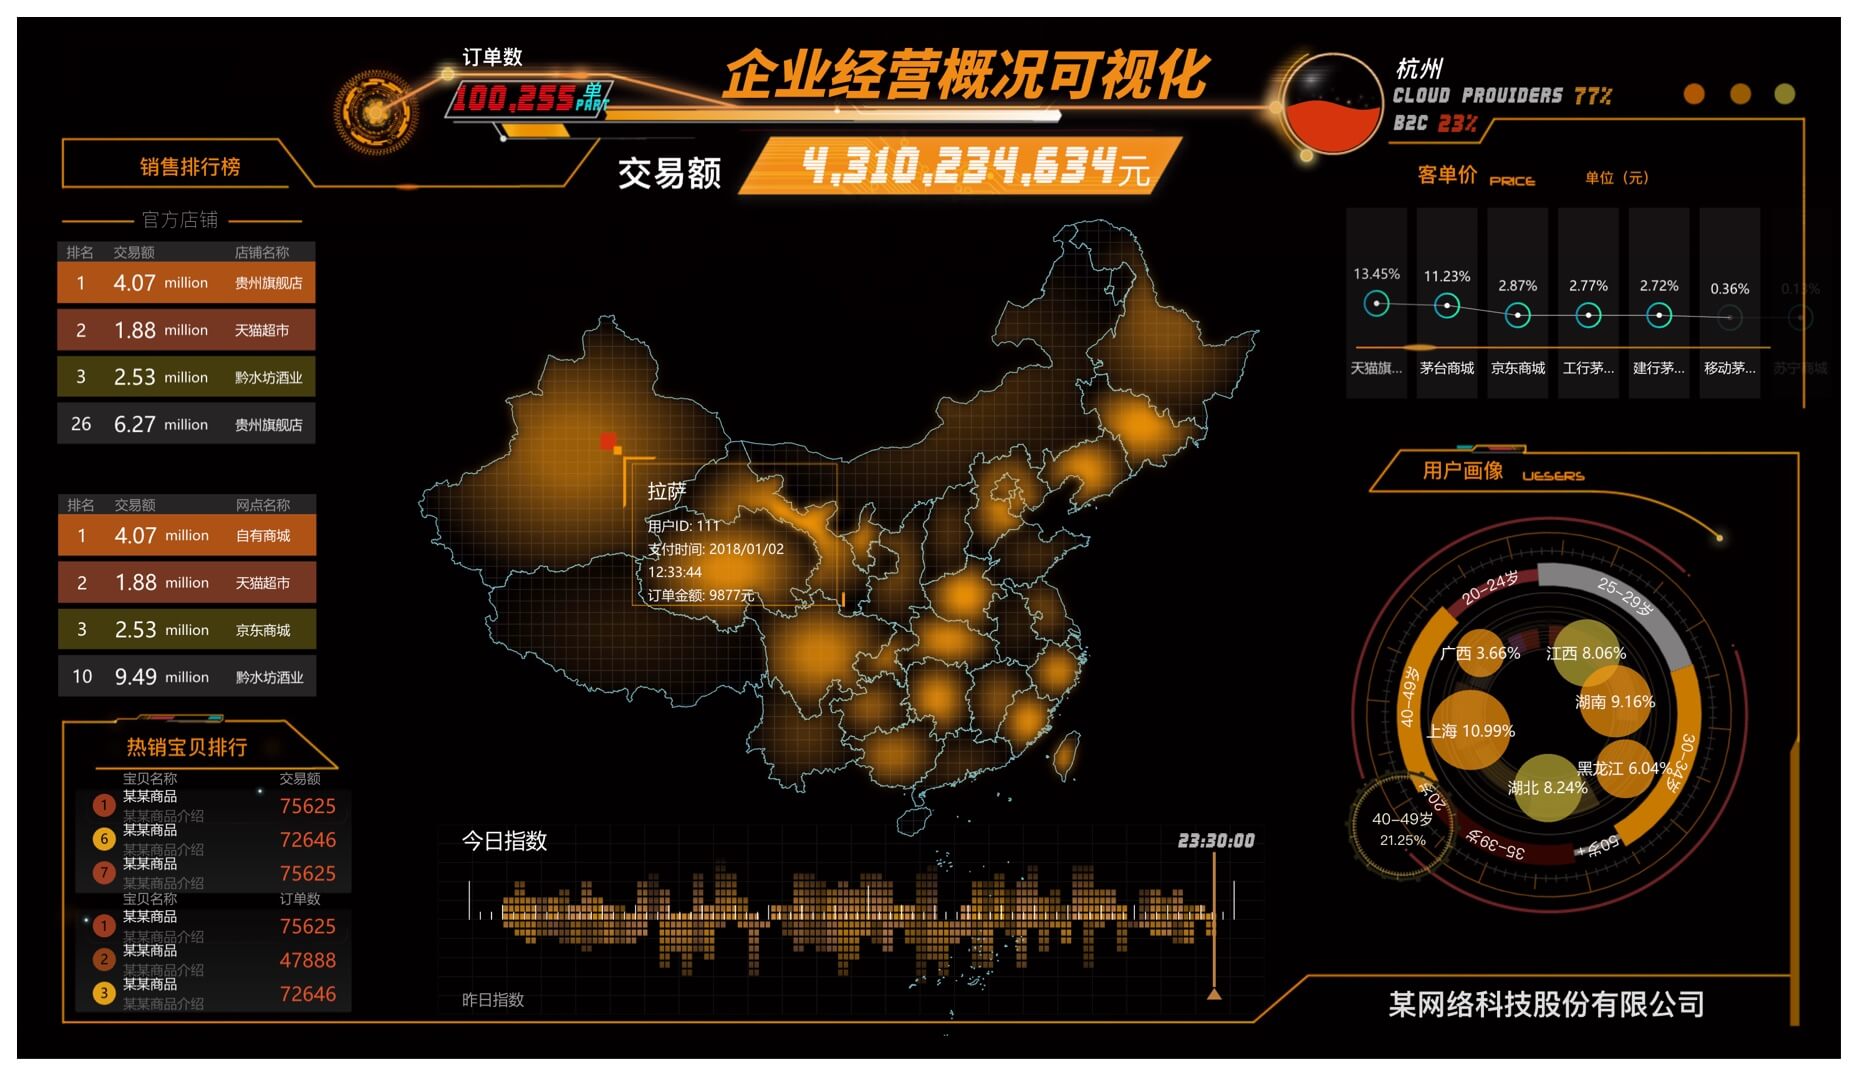 订单数
100,255 单
PART
企业经营概况可视化
杭州
CLOUD PROUIDERS 77%
B2C 23%
交易额 4,310,234,634元
销售排行榜
官方店铺
排名 交易额 店铺名称
1 4.07 million 贵州旗舰店
2 1.88 million 天猫超市
3 2.53 million 黔水坊酒业
26 6.27 million 贵州旗舰店
排名 交易额 网点名称
1 4.07 million 自有商城
2 1.88 million 天猫超市
3 2.53 million 京东商城
10 9.49 million 黔水坊酒业
热销宝贝排行
宝贝名称 交易额
1 某某商品 75625
某某商品介绍
6 某某商品 72646
某某商品介绍
7 某某商品 75625
某某商品介绍
宝贝名称 订单数
1 某某商品 75625
某某商品介绍
2 某某商品 47888
某某商品介绍
3 某某商品 72646
某某商品介绍
拉萨
用户ID: 111
支付时间: 2018/01/02
12:33:44
订单金额: 9877元
今日指数
23:30:00
昨日指数
客单价 PRICE 单位（元）
13.45% 11.23% 2.87% 2.77% 2.72% 0.36% 0.13%
天猫旗... 茅台商城 京东商城 工行茅... 建行茅... 移动茅... 苏宁商城
用户画像 UESERS
20-24岁
25-29岁
广西 3.66%
江西 8.06%
40-49岁
湖南 9.16%
上海 10.99%
30-34岁
黑龙江 6.04%
湖北 8.24%
40-49岁
21.25%
35-39岁
50岁+
某网络科技股份有限公司